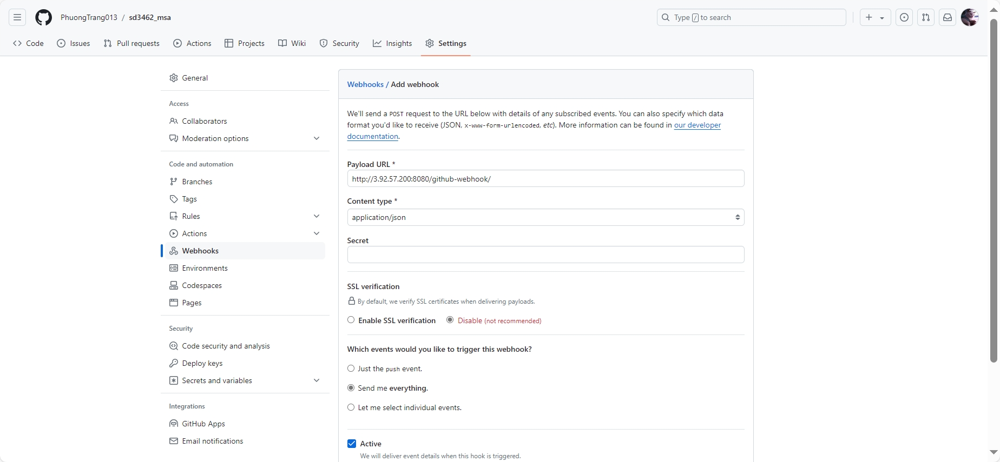 PhuongTrang013 / sd3462_msa
Type / to search
Code
Issues
Pull requests
Actions
Projects
Wiki
Security
Insights
Settings
General
Access
Collaborators
Moderation options
Code and automation
Branches
Tags
Rules
Actions
Webhooks
Environments
Codespaces
Pages
Security
Code security and analysis
Deploy keys
Secrets and variables
Integrations
GitHub Apps
Email notifications
Webhooks / Add webhook
We'll send a POST request to the URL below with details of any subscribed events. You can also specify which data
format you'd like to receive (JSON, x-www-form-urlencoded, etc). More information can be found in our developer
documentation.
Payload URL *
http://3.92.57.200:8080/github-webhook/
Content type *
application/json
Secret
SSL verification
By default, we verify SSL certificates when delivering payloads.
Enable SSL verification
Disable (not recommended)
Which events would you like to trigger this webhook?
Just the push event.
Send me everything.
Let me select individual events.
Active
We will deliver event details when this hook is triggered.